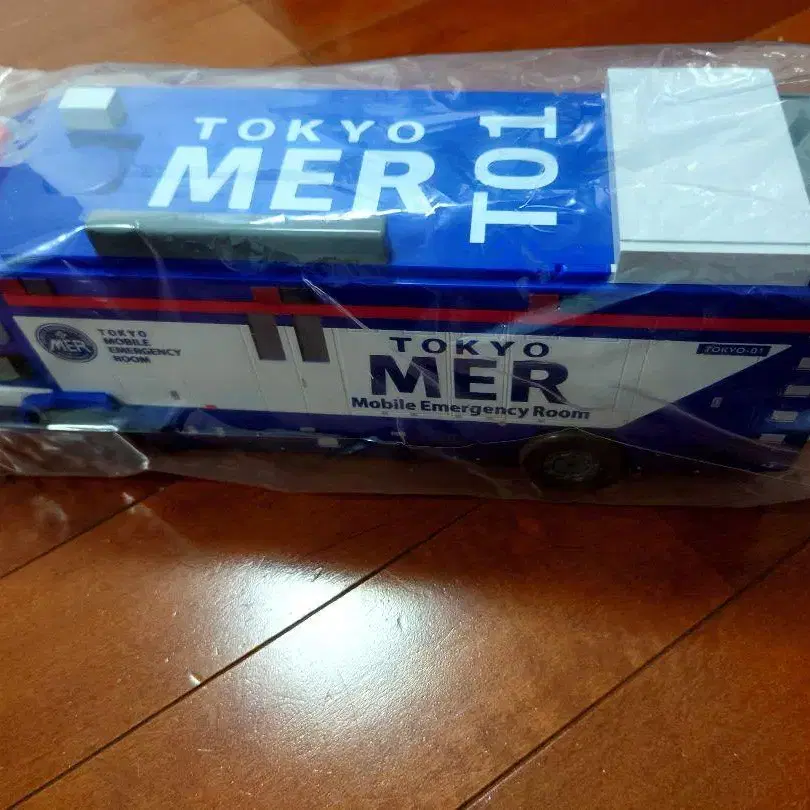 TOKYO
MER
T01
MER
TOKYO
MOBILE
EMERGENCY
ROOM
TOKYO
MER
Mobile Emergency Room
TOKYO-01